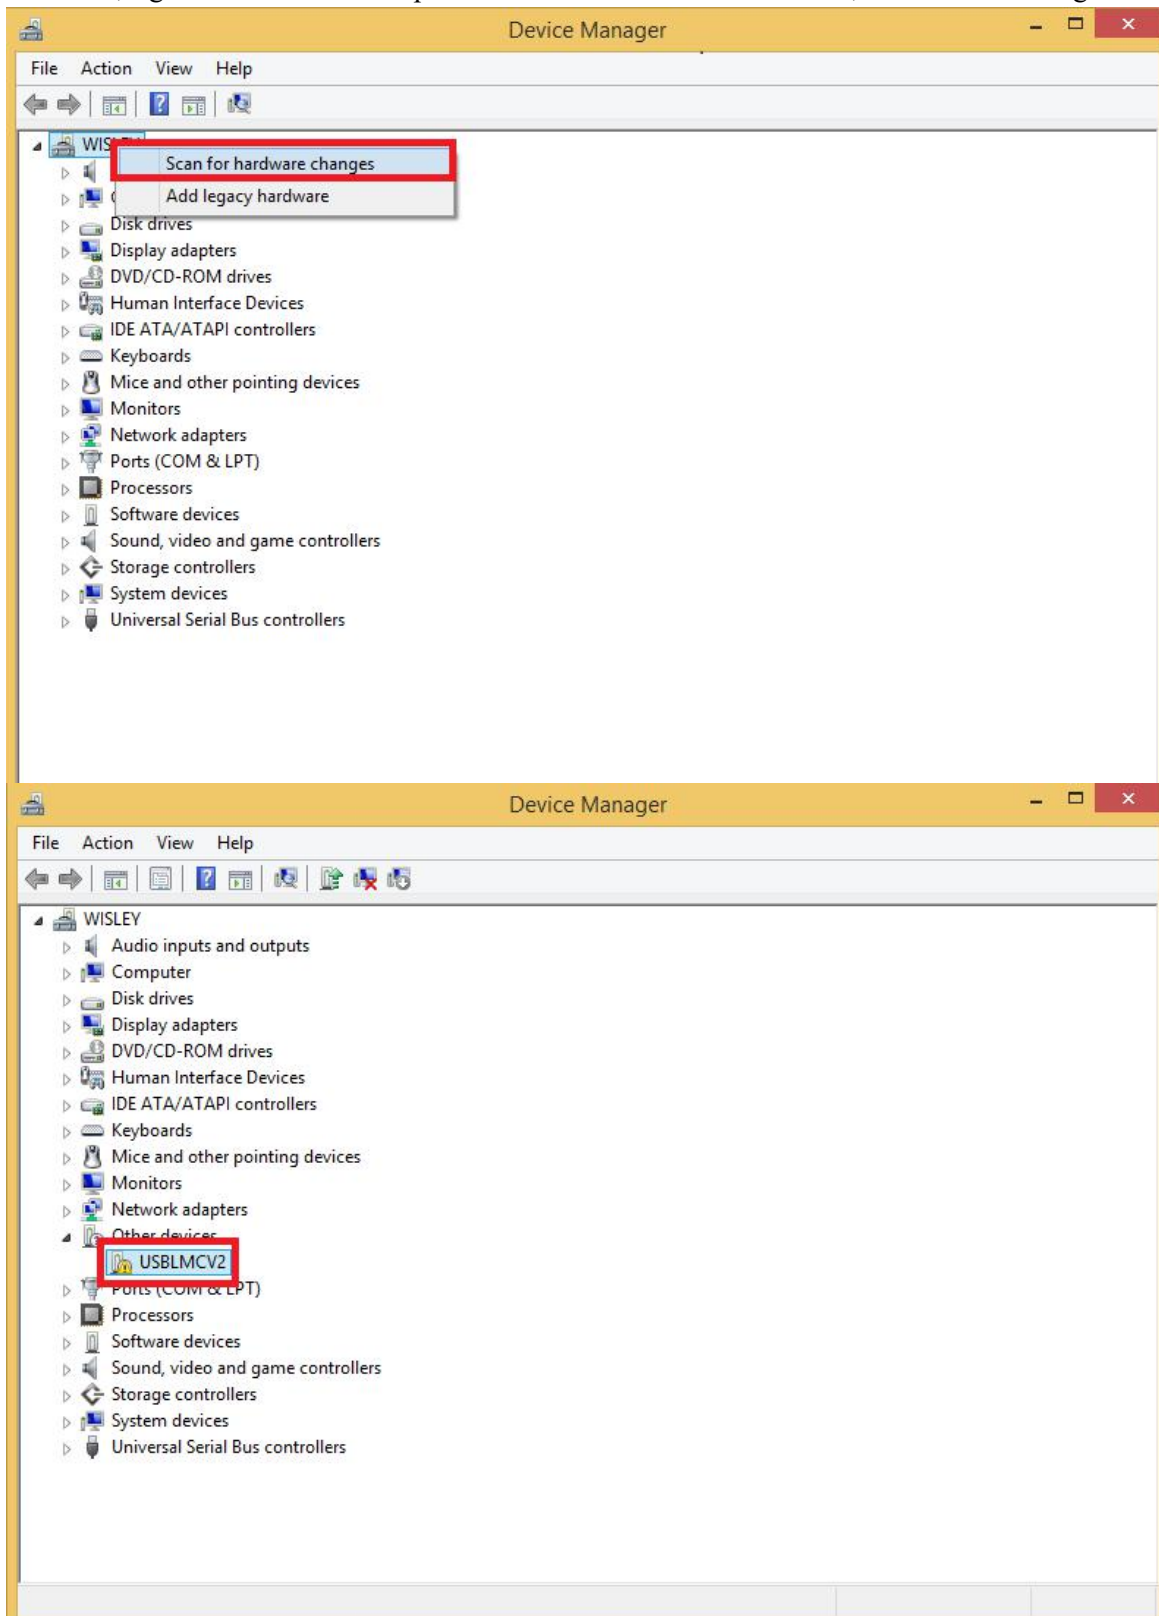 Device Manager
File Action View Help
WIS
Scan for hardware changes
Add legacy hardware
Disk drives
Display adapters
DVD/CD-ROM drives
Human Interface Devices
IDE ATA/ATAPI controllers
Keyboards
Mice and other pointing devices
Monitors
Network adapters
Ports (COM & LPT)
Processors
Software devices
Sound, video and game controllers
Storage controllers
System devices
Universal Serial Bus controllers
Device Manager
File Action View Help
WISLEY
Audio inputs and outputs
Computer
Disk drives
Display adapters
DVD/CD-ROM drives
Human Interface Devices
IDE ATA/ATAPI controllers
Keyboards
Mice and other pointing devices
Monitors
Network adapters
Other devices
USBLMCV2
Ports (COM & LPT)
Processors
Software devices
Sound, video and game controllers
Storage controllers
System devices
Universal Serial Bus controllers